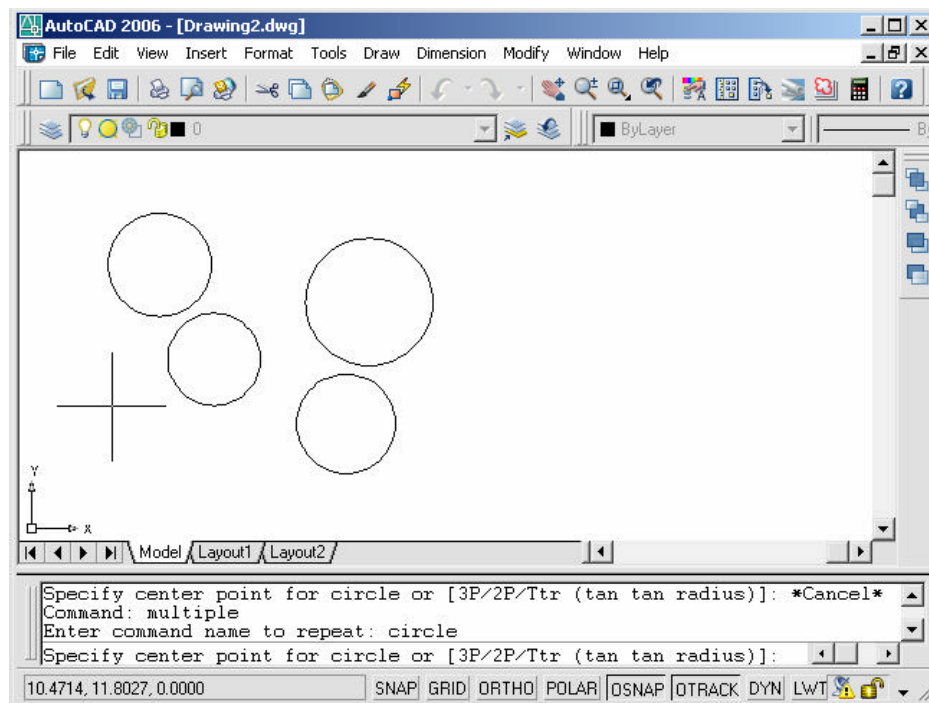 AutoCAD 2006 - [Drawing2.dwg]
File Edit View Insert Format Tools Draw Dimension Modify Window Help
0 ByLayer
Y
X
Model Layout1 Layout2
Specify center point for circle or [3P/2P/Ttr (tan tan radius)]: *Cancel*
Command: multiple
Enter command name to repeat: circle
Specify center point for circle or [3P/2P/Ttr (tan tan radius)]:
10.4714, 11.8027, 0.0000 SNAP GRID ORTHO POLAR OSNAP OTRACK DYN LWT